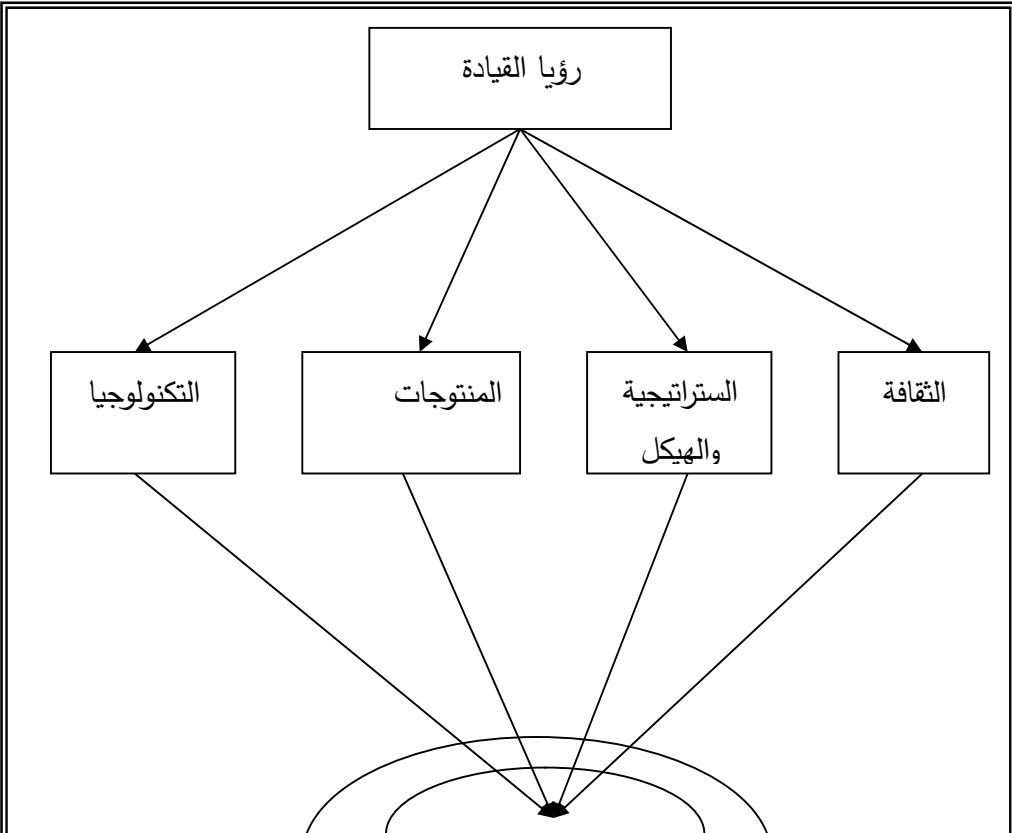 رؤيا القيادة
الثقافة
الستراتيجية
والهيكل
المنتوجات
التكنولوجيا